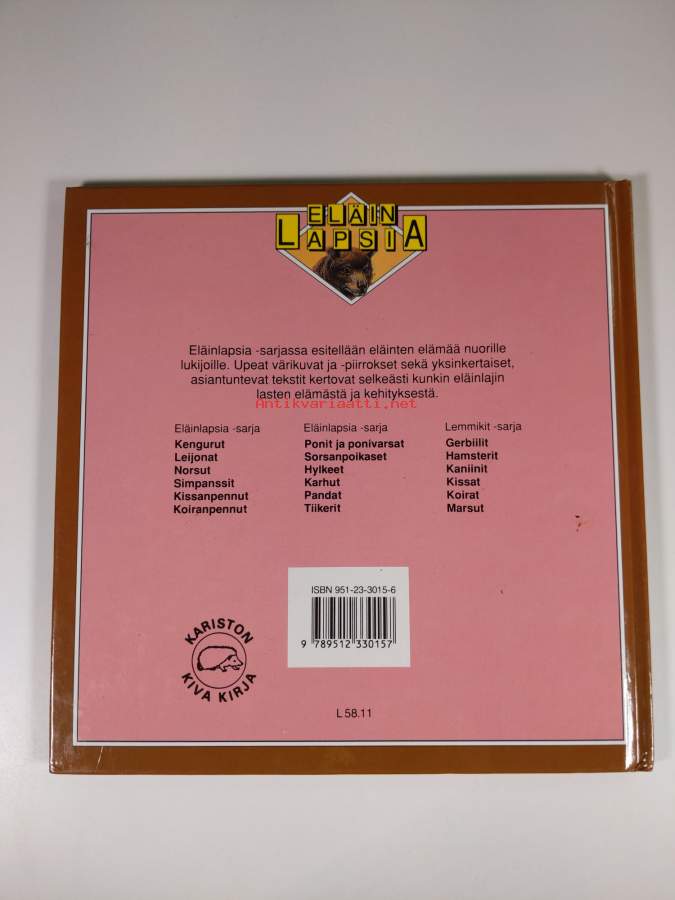 ELÄIN
LAPSIA
Eläinlapsia -sarjassa esitellään eläinten elämää nuorille
lukijoille. Upeat värikuvat ja -piirrokset sekä yksinkertaiset,
asiantuntevat tekstit kertovat selkeästi kunkin eläinlajin
lasten elämästä ja kehityksestä.
Antikvariaatti.net
Eläinlapsia -sarja
Kengurut
Leijonat
Norsut
Simpanssit
Kissanpennut
Koiranpennut
Eläinlapsia -sarja
Ponit ja ponivarsat
Sorsanpoikaset
Hylkeet
Karhut
Pandat
Tiikerit
Lemmikit -sarja
Gerbiilit
Hamsterit
Kaniinit
Kissat
Koirat
Marsut
ISBN 951-23-3015-6
9 789512 330157
KARISTON
KIVA KIRJA
L 58.11